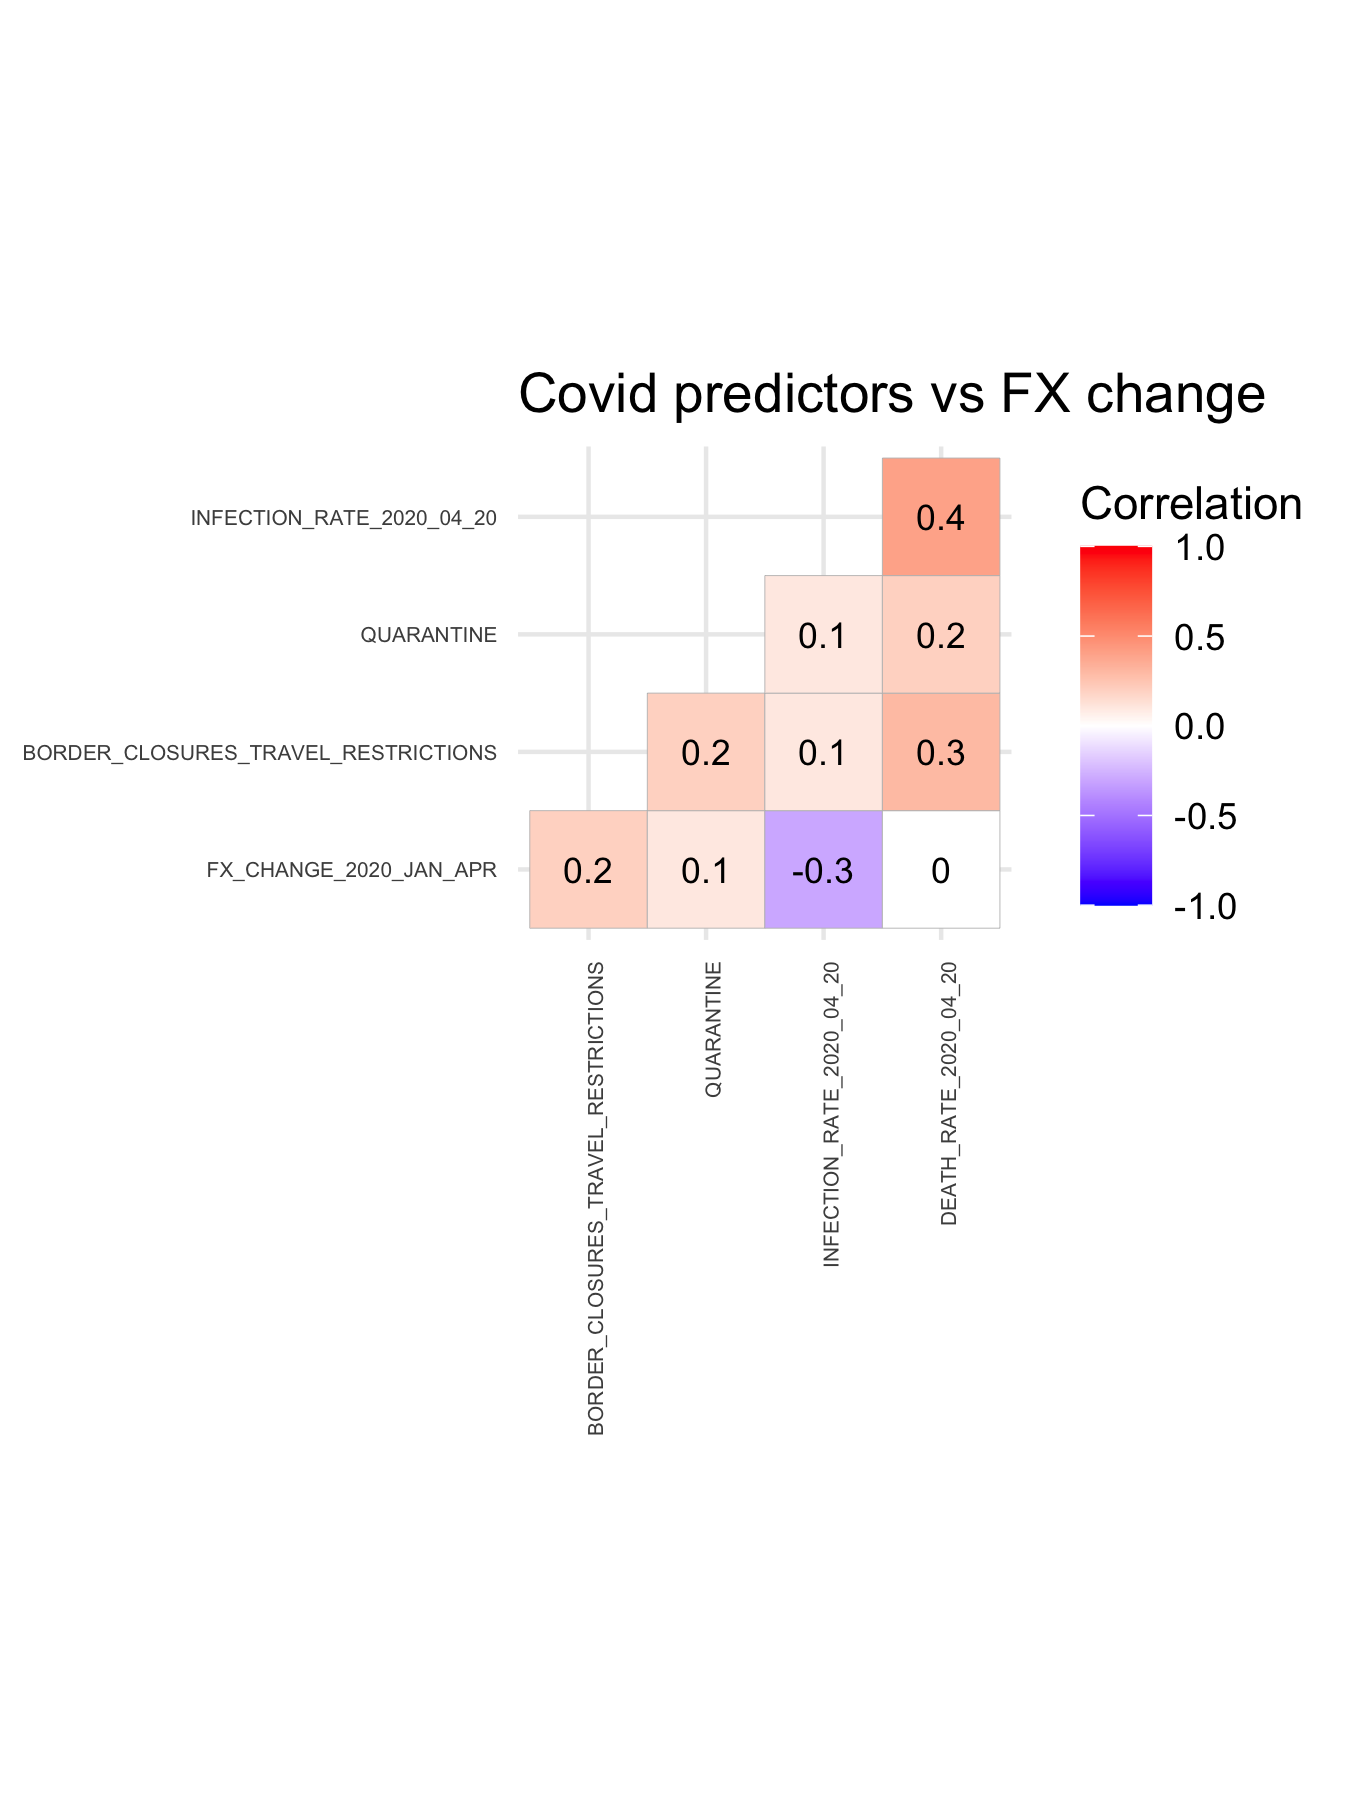 Covid predictors vs FX change
INFECTION_RATE_2020_04_20
QUARANTINE
BORDER_CLOSURES_TRAVEL_RESTRICTIONS
FX_CHANGE_2020_JAN_APR
0.4
0.1 0.2
0.2 0.1 0.3
0.2 0.1 -0.3 0
BORDER_CLOSURES_TRAVEL_RESTRICTIONS
QUARANTINE
INFECTION_RATE_2020_04_20
DEATH_RATE_2020_04_20
Correlation
1.0
0.5
0.0
-0.5
-1.0